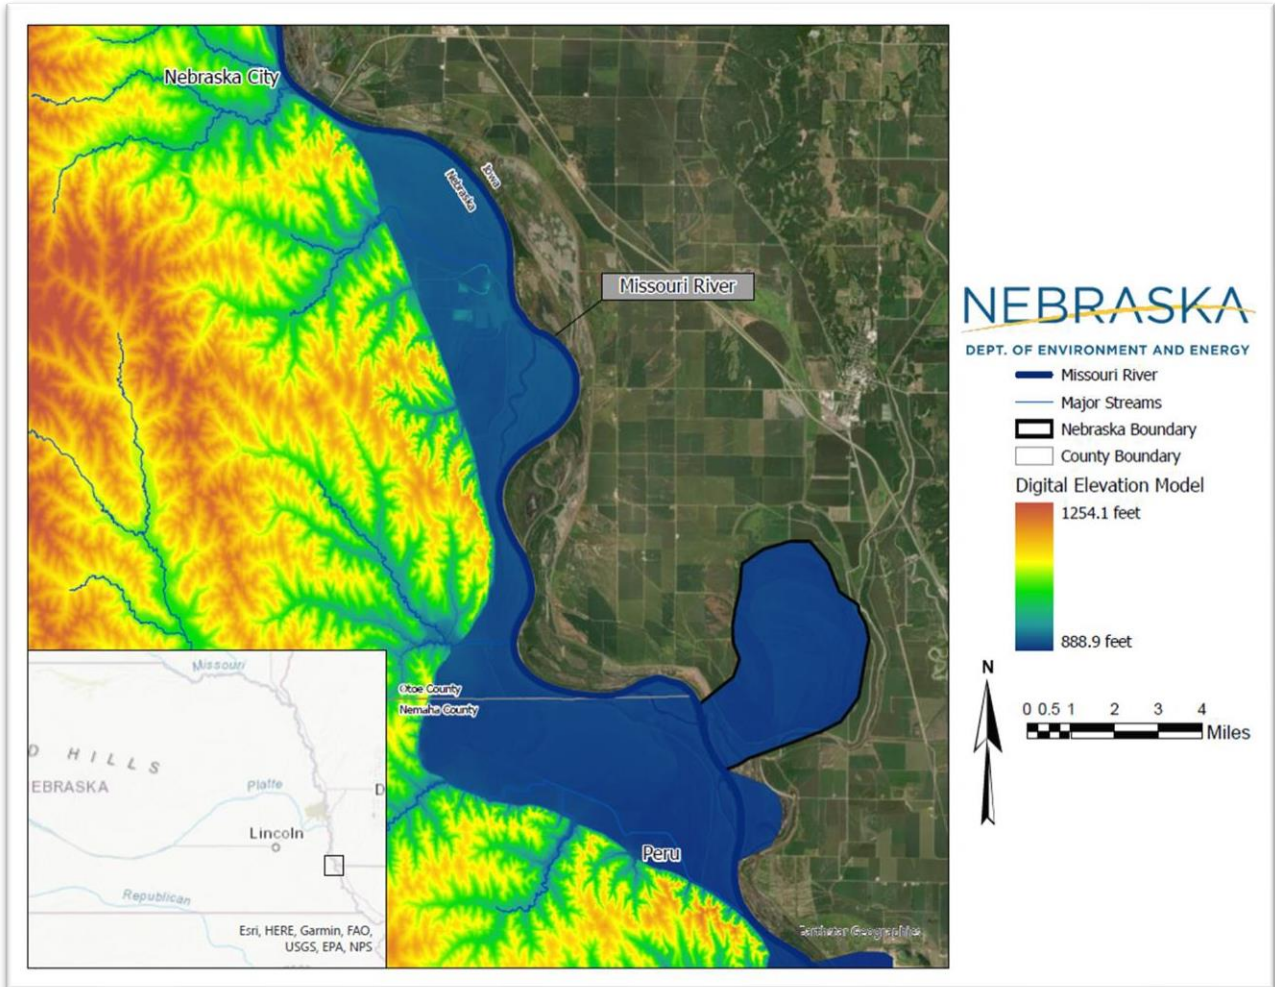 Nebraska City
Iowa
Nebraska
Missouri River
Otoe County
Nemaha County
Peru
Earthstar Geographics
Missouri
D HILLS
EBRASKA
Platte
D
Lincoln
Republican
Esri, HERE, Garmin, FAO,
USGS, EPA, NPS
NEBRASKA
DEPT. OF ENVIRONMENT AND ENERGY
Missouri River
Major Streams
Nebraska Boundary
County Boundary
Digital Elevation Model
1254.1 feet
888.9 feet
N
0 0.5 1 2 3 4
Miles